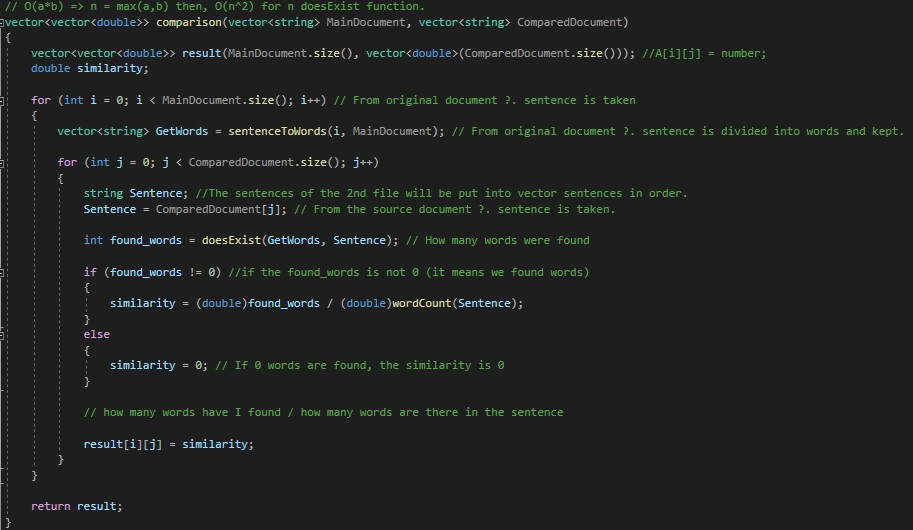 // O(a*b) => n = max(a,b) then, O(n^2) for n doesExist function.
vector<vector<double>> comparison(vector<string> MainDocument, vector<string> ComparedDocument)
{
    vector<vector<double>> result(MainDocument.size(), vector<double>(ComparedDocument.size())); //A[i][j] = number;
    double similarity;

    for (int i = 0; i < MainDocument.size(); i++) // From original document ?. sentence is taken
    {
        vector<string> GetWords = sentenceToWords(i, MainDocument); // From original document ?. sentence is divided into words and kept.

        for (int j = 0; j < ComparedDocument.size(); j++)
        {
            string Sentence; //The sentences of the 2nd file will be put into vector sentences in order.
            Sentence = ComparedDocument[j]; // From the source document ?. sentence is taken.

            int found_words = doesExist(GetWords, Sentence); // How many words were found

            if (found_words != 0) //if the found_words is not 0 (it means we found words)
            {
                similarity = (double)found_words / (double)wordCount(Sentence);
            }
            else
            {
                similarity = 0; // If 0 words are found, the similarity is 0
            }

            // how many words have I found / how many words are there in the sentence

            result[i][j] = similarity;
        }
    }

    return result;
}